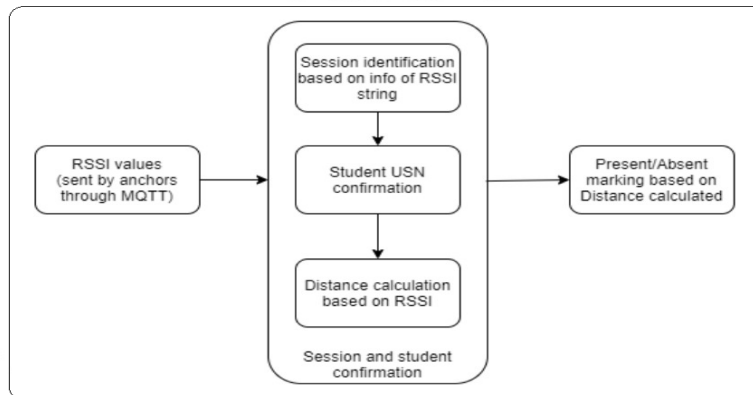 RSSI values
(sent by anchors
through MQTT)
Session identification
based on info of RSSI
string
Student USN
confirmation
Distance calculation
based on RSSI
Session and student
confirmation
Present/Absent
marking based on
Distance calculated